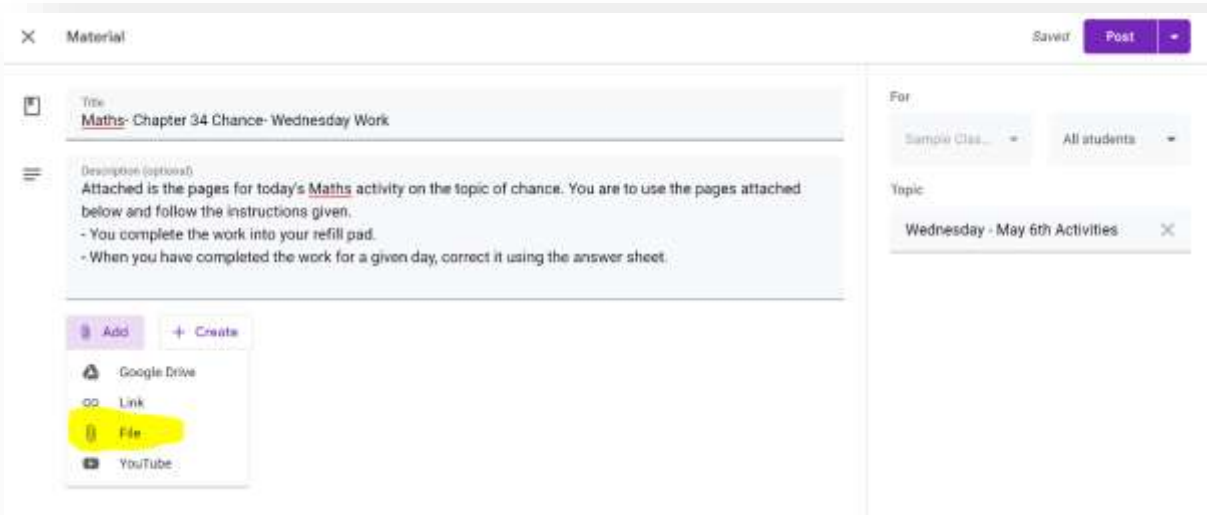 Material
Saved
Post
Title
Maths- Chapter 34 Chance- Wednesday Work
Description (optional)
Attached is the pages for today's Maths activity on the topic of chance. You are to use the pages attached
below and follow the instructions given.
- You complete the work into your refill pad.
- When you have completed the work for a given day, correct it using the answer sheet.
Add
+ Create
Google Drive
Link
File
YouTube
For
Sample Clas...
All students
Topic
Wednesday - May 6th Activities